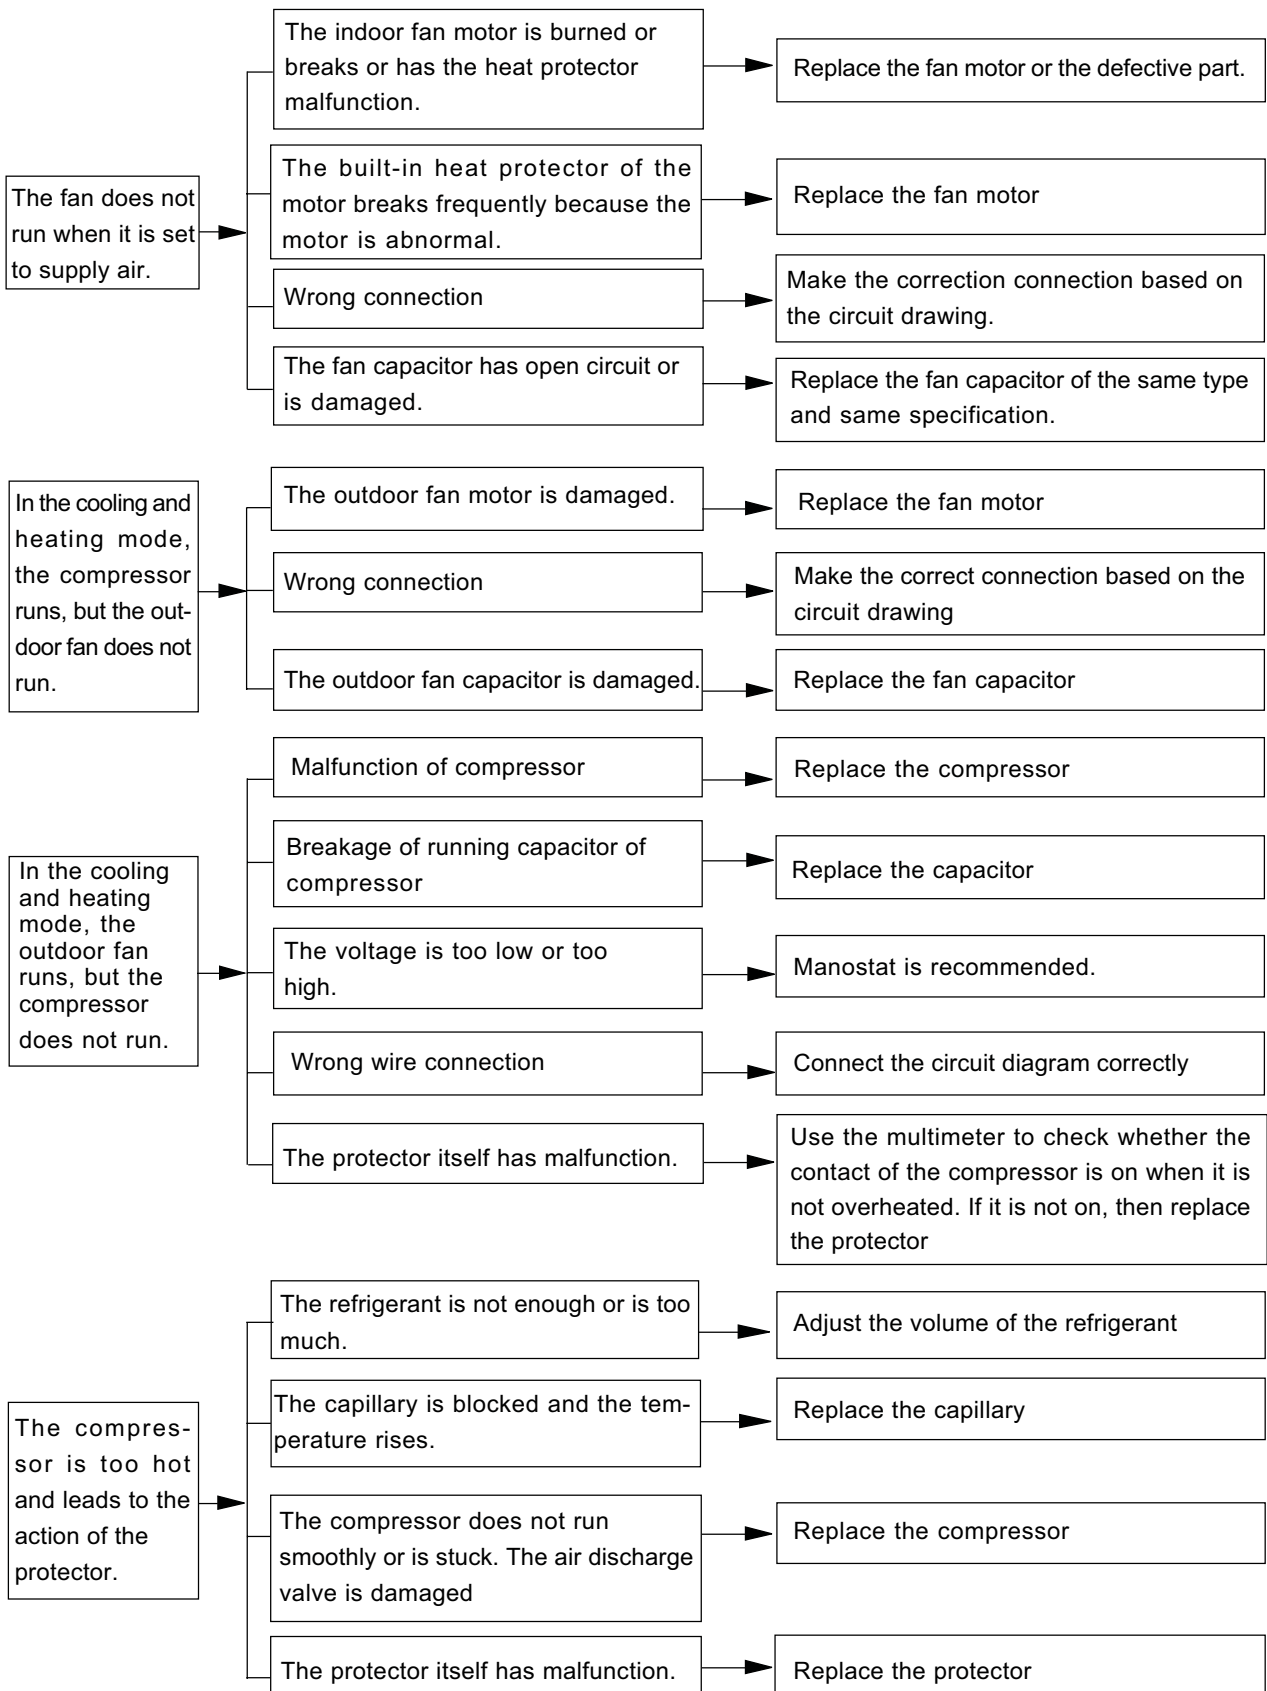 The fan does not
run when it is set
to supply air.
The indoor fan motor is burned or
breaks or has the heat protector
malfunction.
Replace the fan motor or the defective part.
The built-in heat protector of the
motor breaks frequently because the
motor is abnormal.
Replace the fan motor
Wrong connection
Make the correction connection based on
the circuit drawing.
The fan capacitor has open circuit or
is damaged.
Replace the fan capacitor of the same type
and same specification.
In the cooling and
heating mode,
the compressor
runs, but the out-
door fan does not
run.
The outdoor fan motor is damaged.
Replace the fan motor
Wrong connection
Make the correct connection based on the
circuit drawing
The outdoor fan capacitor is damaged.
Replace the fan capacitor
In the cooling
and heating
mode, the
outdoor fan
runs, but the
compressor
does not run.
Malfunction of compressor
Replace the compressor
Breakage of running capacitor of
compressor
Replace the capacitor
The voltage is too low or too
high.
Manostat is recommended.
Wrong wire connection
Connect the circuit diagram correctly
The protector itself has malfunction.
Use the multimeter to check whether the
contact of the compressor is on when it is
not overheated. If it is not on, then replace
the protector
The compres-
sor is too hot
and leads to the
action of the
protector.
The refrigerant is not enough or is too
much.
Adjust the volume of the refrigerant
The capillary is blocked and the tem-
perature rises.
Replace the capillary
The compressor does not run
smoothly or is stuck. The air discharge
valve is damaged
Replace the compressor
The protector itself has malfunction.
Replace the protector